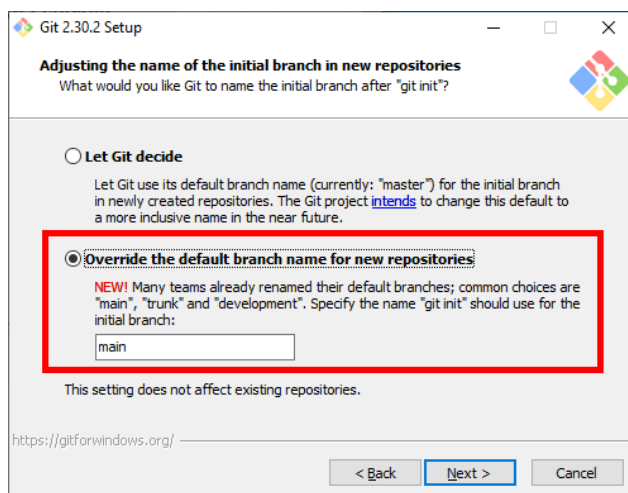 Git 2.30.2 Setup
Adjusting the name of the initial branch in new repositories
What would you like Git to name the initial branch after "git init"?
Let Git decide
Let Git use its default branch name (currently: "master") for the initial branch
in newly created repositories. The Git project intends to change this default to
a more inclusive name in the near future.
Override the default branch name for new repositories
NEW! Many teams already renamed their default branches; common choices are
"main", "trunk" and "development". Specify the name "git init" should use for the
initial branch:
main
This setting does not affect existing repositories.
https://gitforwindows.org/
< Back
Next >
Cancel